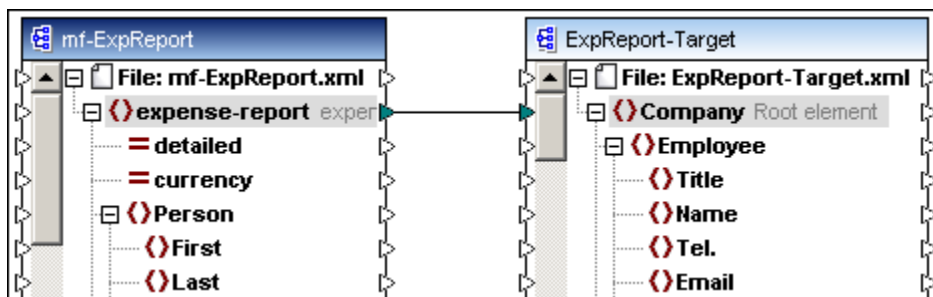 mf-ExpReport
File: mf-ExpReport.xml
expense-report exper
detailed
currency
Person
First
Last
ExpReport-Target
File: ExpReport-Target.xml
Company Root element
Employee
Title
Name
Tel.
Email